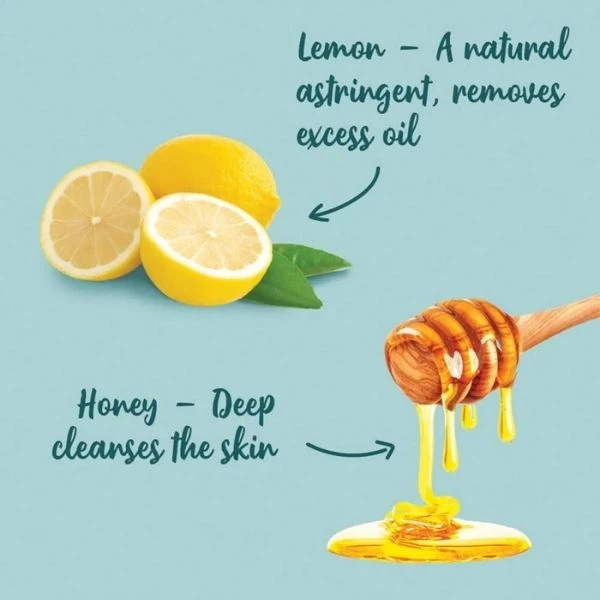 Lemon – A natural
astringent, removes
excess oil
Honey – Deep
cleanses the skin